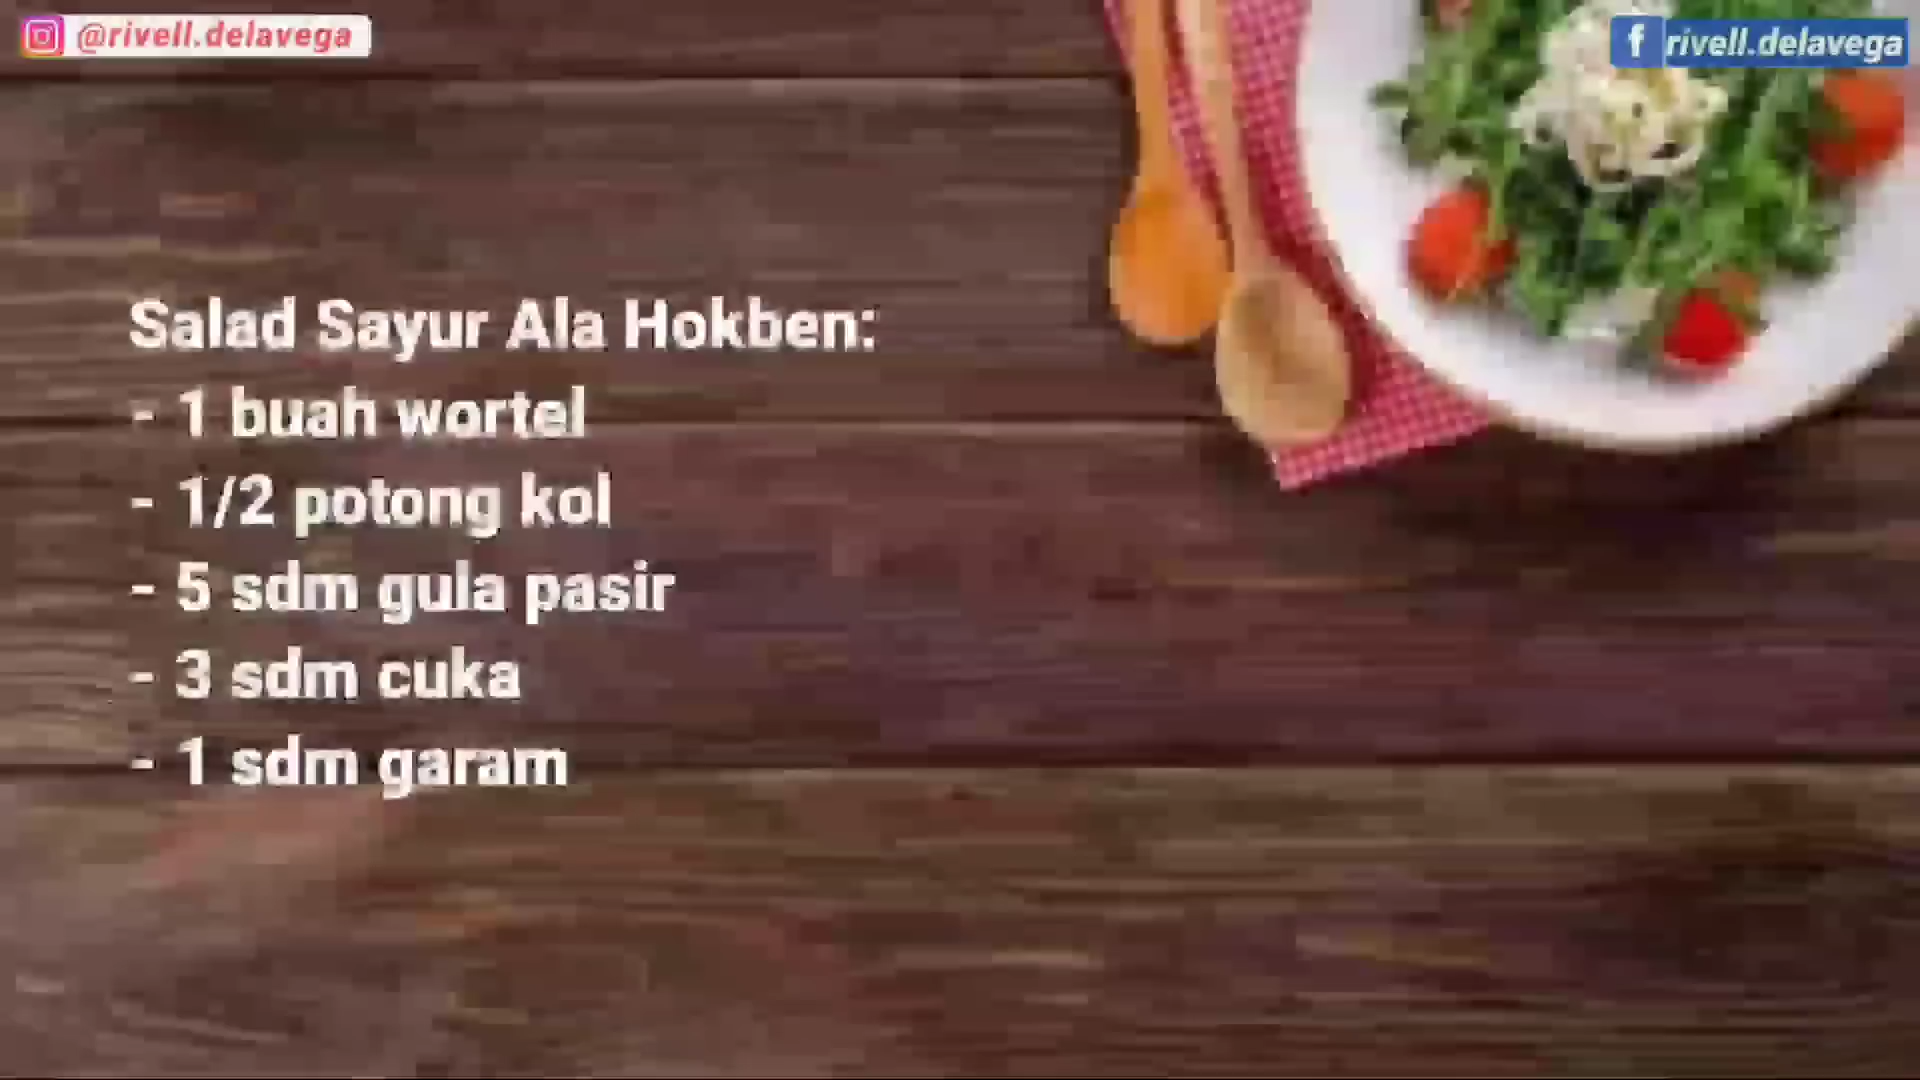 @rivell.delavega
rivell.delavega
Salad Sayur Ala Hokben:
- 1 buah wortel
- 1/2 potong kol
- 5 sdm gula pasir
- 3 sdm cuka
- 1 sdm garam